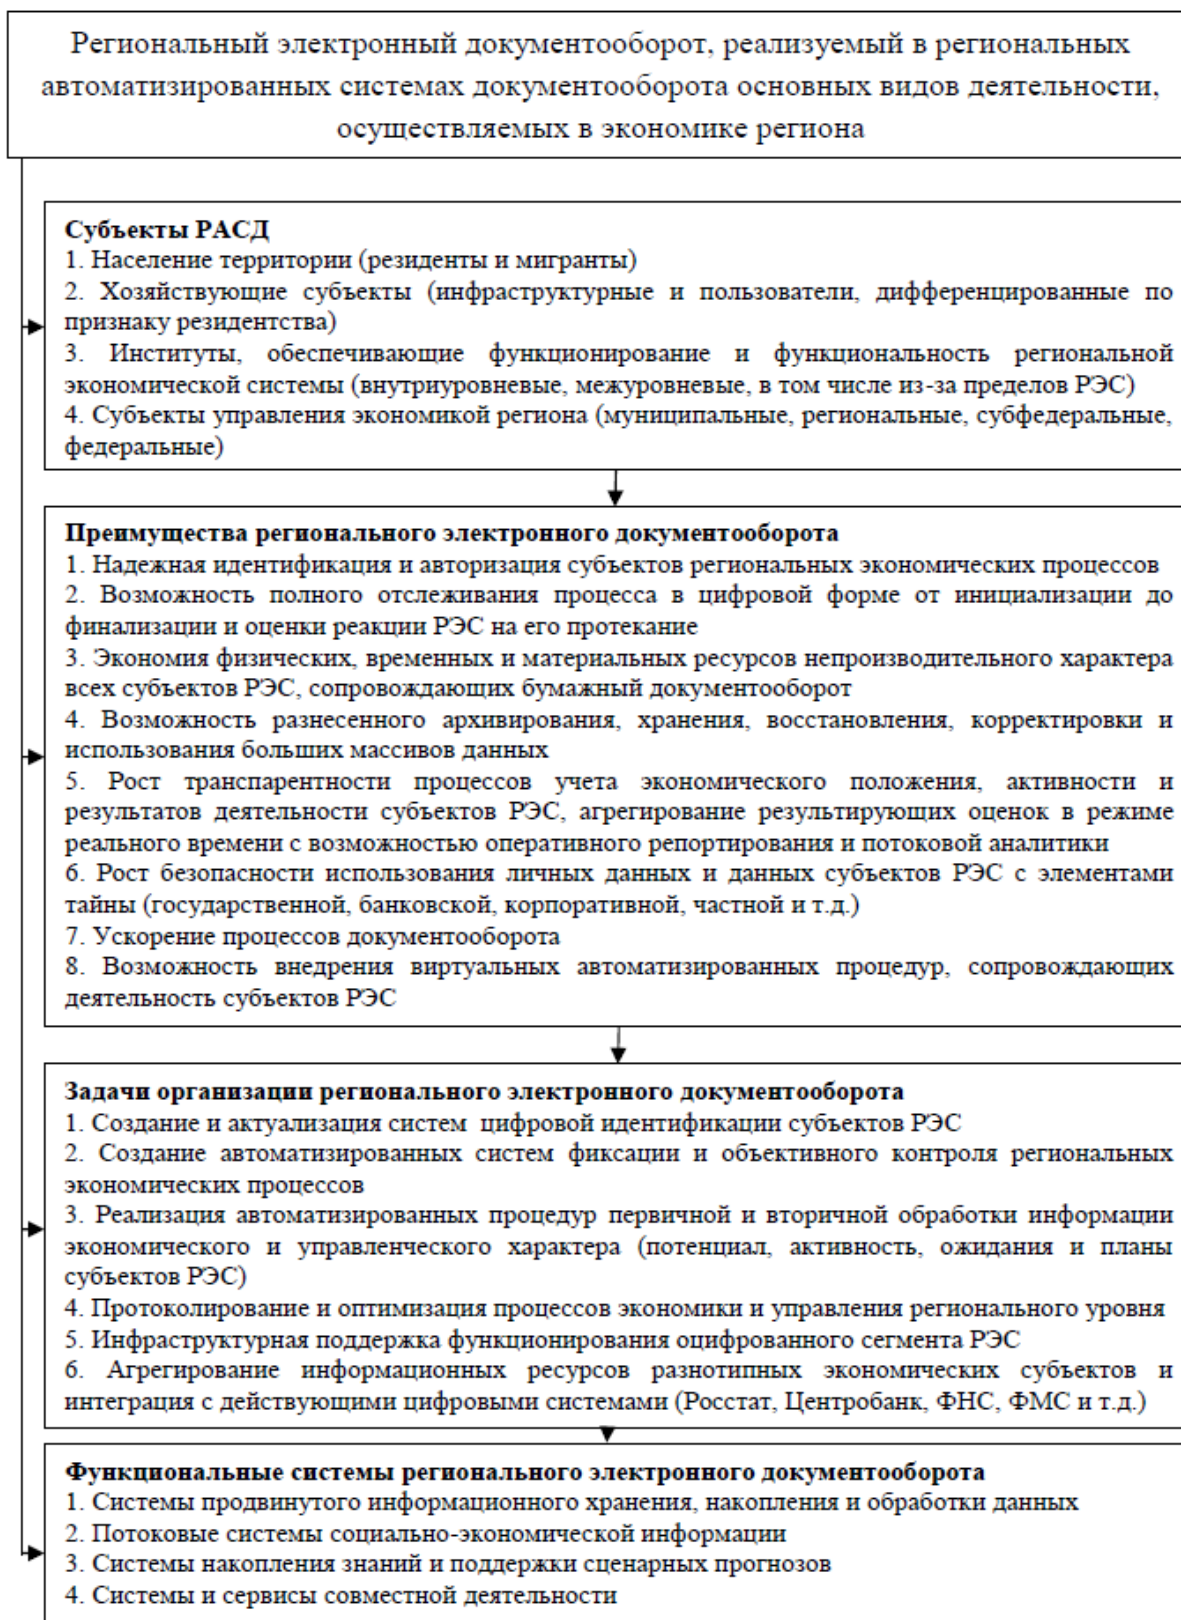 Региональный электронный документооборот, реализуемый в региональных
автоматизированных системах документооборота основных видов деятельности,
осуществляемых в экономике региона
Субъекты РАСД
1. Население территории (резиденты и мигранты)
2. Хозяйствующие субъекты (инфраструктурные и пользователи, дифференцированные по
признаку резидентства)
3. Институты, обеспечивающие функционирование и функциональность региональной
экономической системы (внутриуровневые, межуровневые, в том числе из-за пределов РЭС)
4. Субъекты управления экономикой региона (муниципальные, региональные, субфедеральные,
федеральные)
Преимущества регионального электронного документооборота
1. Надежная идентификация и авторизация субъектов региональных экономических процессов
2. Возможность полного отслеживания процесса в цифровой форме от инициализации до
финализации и оценки реакции РЭС на его протекание
3. Экономия физических, временных и материальных ресурсов непроизводительного характера
всех субъектов РЭС, сопровождающих бумажный документооборот
4. Возможность разнесенного архивирования, хранения, восстановления, корректировки и
использования больших массивов данных
5. Рост транспарентности процессов учета экономического положения, активности и
результатов деятельности субъектов РЭС, агрегирование результирующих оценок в режиме
реального времени с возможностью оперативного репортирования и потоковой аналитики
6. Рост безопасности использования личных данных и данных субъектов РЭС с элементами
тайны (государственной, банковской, корпоративной, частной и т.д.)
7. Ускорение процессов документооборота
8. Возможность внедрения виртуальных автоматизированных процедур, сопровождающих
деятельность субъектов РЭС
Задачи организации регионального электронного документооборота
1. Создание и актуализация систем цифровой идентификации субъектов РЭС
2. Создание автоматизированных систем фиксации и объективного контроля региональных
экономических процессов
3. Реализация автоматизированных процедур первичной и вторичной обработки информации
экономического и управленческого характера (потенциал, активность, ожидания и планы
субъектов РЭС)
4. Протоколирование и оптимизация процессов экономики и управления регионального уровня
5. Инфраструктурная поддержка функционирования оцифрованного сегмента РЭС
6. Агрегирование информационных ресурсов разнотипных экономических субъектов и
интеграция с действующими цифровыми системами (Росстат, Центробанк, ФНС, ФМС и т.д.)
Функциональные системы регионального электронного документооборота
1. Системы продвинутого информационного хранения, накопления и обработки данных
2. Потоковые системы социально-экономической информации
3. Системы накопления знаний и поддержки сценарных прогнозов
4. Системы и сервисы совместной деятельности